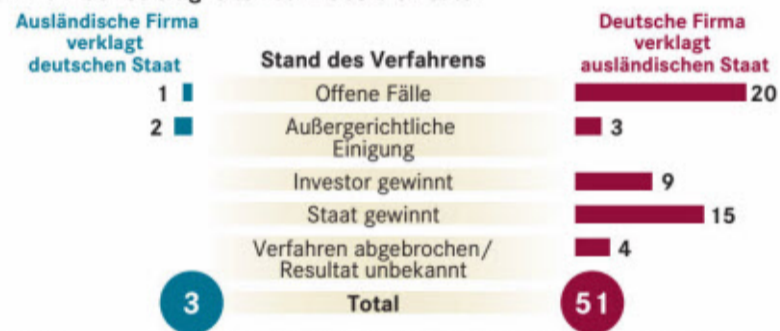 Ausländische Firma
verklagt
deutschen Staat
Stand des Verfahrens
Deutsche Firma
verklagt
ausländischen Staat
1 Offene Fälle 20
2 Außergerichtliche
Einigung 3
Investor gewinnt 9
Staat gewinnt 15
Verfahren abgebrochen/
Resultat unbekannt 4
3 Total 51